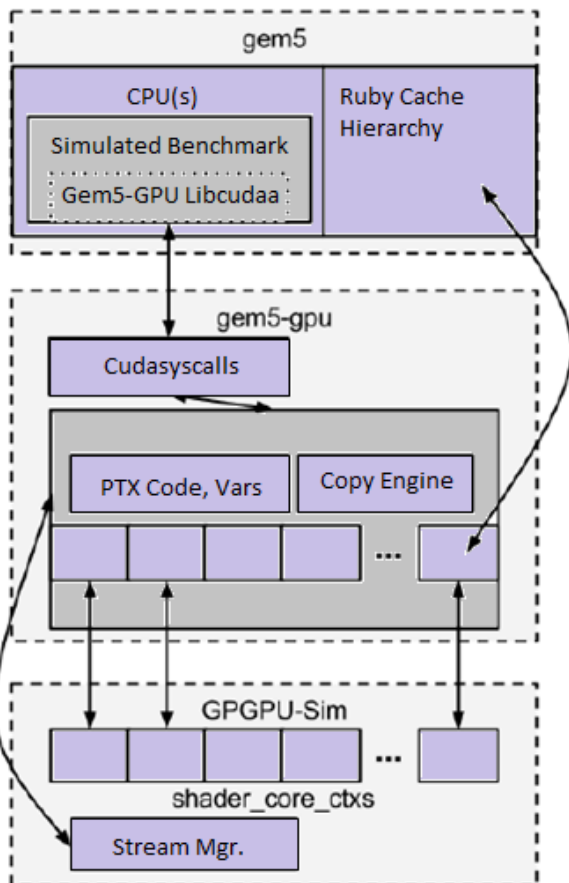 gem5
CPU(s)
Ruby Cache
Hierarchy
Simulated Benchmark
Gem5-GPU Libcudaa
gem5-gpu
Cudasyscalls
PTX Code, Vars
Copy Engine
...
GPGPU-Sim
...
shader_core_ctxs
Stream Mgr.